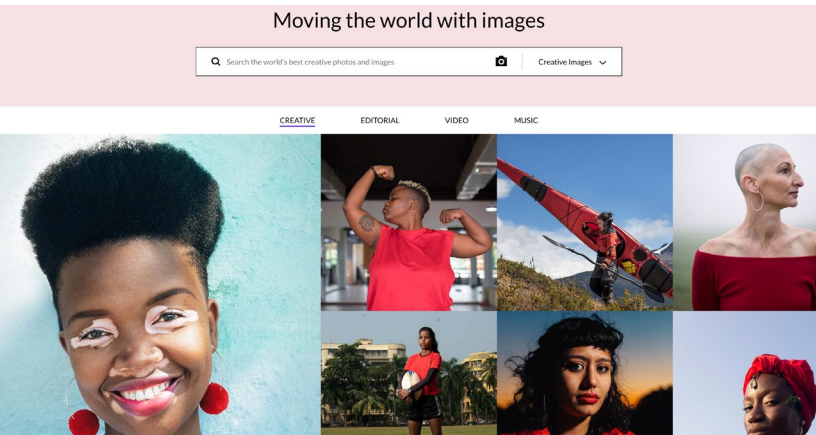 Moving the world with images
Search the world's best creative photos and images
Creative Images
CREATIVE EDITORIAL VIDEO MUSIC